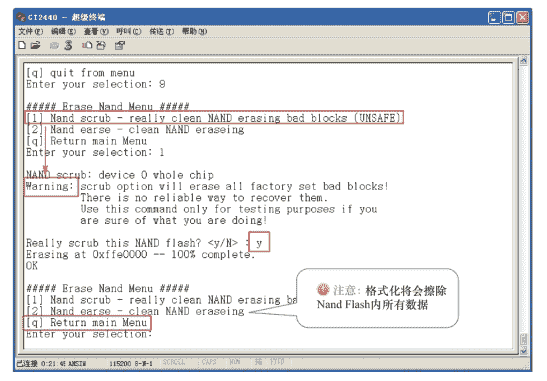 CT2440 - 超级终端
文件(F) 编辑(E) 查看(V) 呼叫(C) 传送(T) 帮助(H)
[q] quit from menu
Enter your selection: 9
##### Erase Nand Menu #####
[1] Nand scrub - really clean NAND erasing bad blocks (UNSAFE)
[2] Nand earse - clean NAND eraseing
[q] Return main Menu
Enter your selection: 1
NAND scrub: device 0 whole chip
Warning: scrub option will erase all factory set bad blocks!
There is no reliable way to recover them.
Use this command only for testing purposes if you
are sure of what you are doing!
Really scrub this NAND flash? <y/N> : y
Erasing at 0xffe0000 -- 100% complete.
OK
##### Erase Nand Menu #####
[1] Nand scrub - really clean NAND erasing
[2] Nand earse - clean NAND eraseing
[q] Return main Menu
Enter your selection:
注意: 格式化将会擦除
Nand Flash内所有数据
已连接 0:21:48 ANSIW 115200 8-N-1 SCROLL CAPS NUM 捕 打印